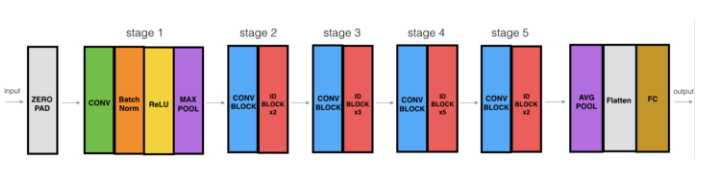 stage 1
stage 2
stage 3
stage 4
stage 5
input
ZERO
PAD
CONV
Batch
Norm
ReLU
MAX
POOL
CONV
BLOCK
ID
BLOCK
x2
CONV
BLOCK
ID
BLOCK
x3
CONV
BLOCK
ID
BLOCK
x5
CONV
BLOCK
ID
BLOCK
x2
AVG
POOL
Flatten
FC
output